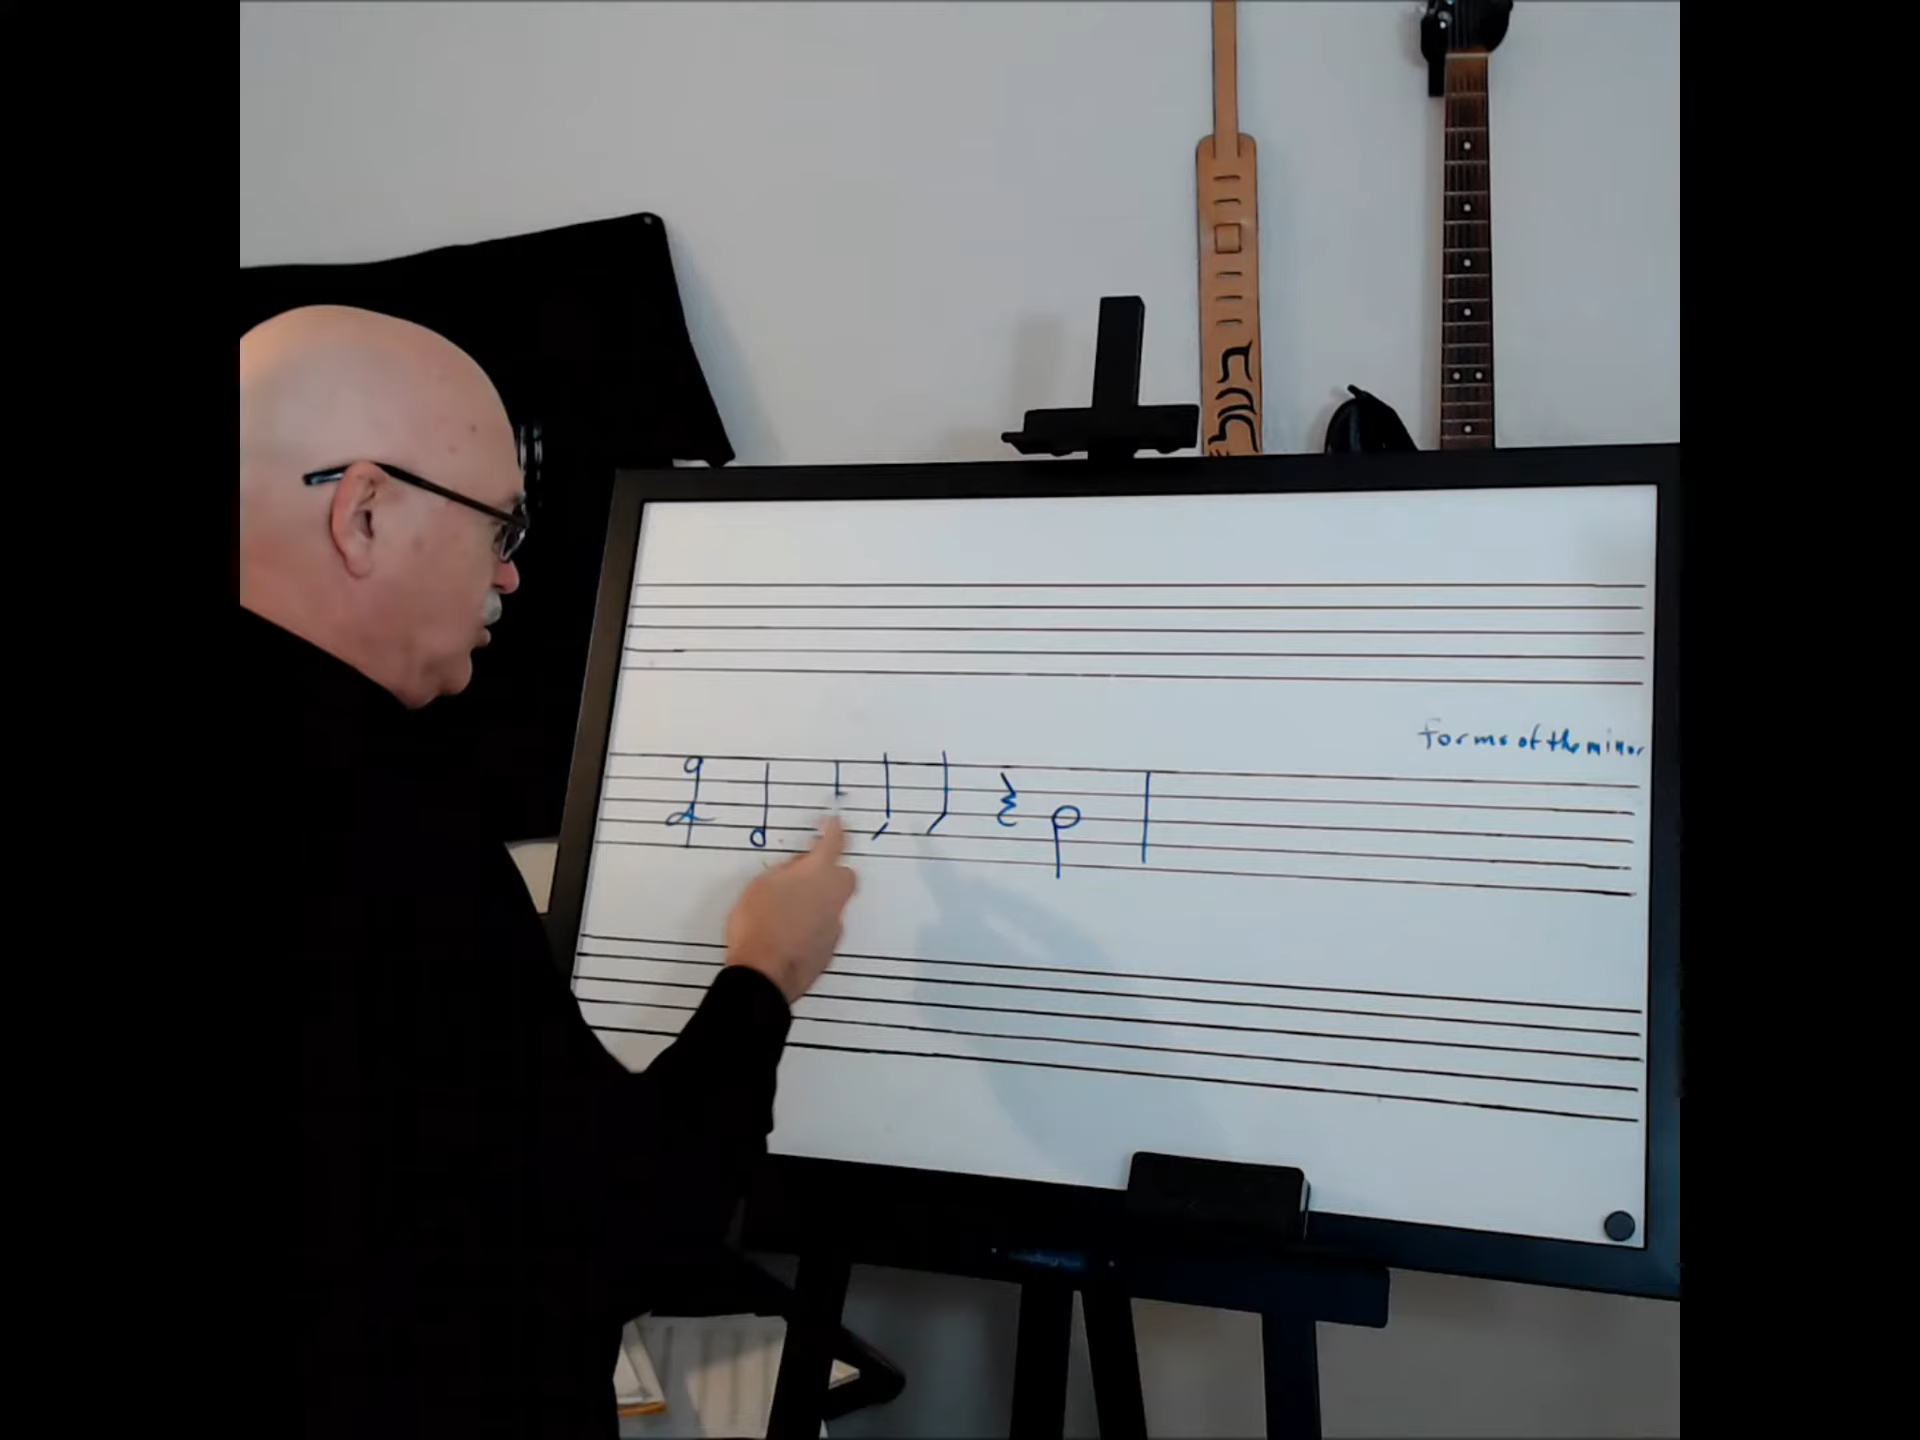 forms of the minor